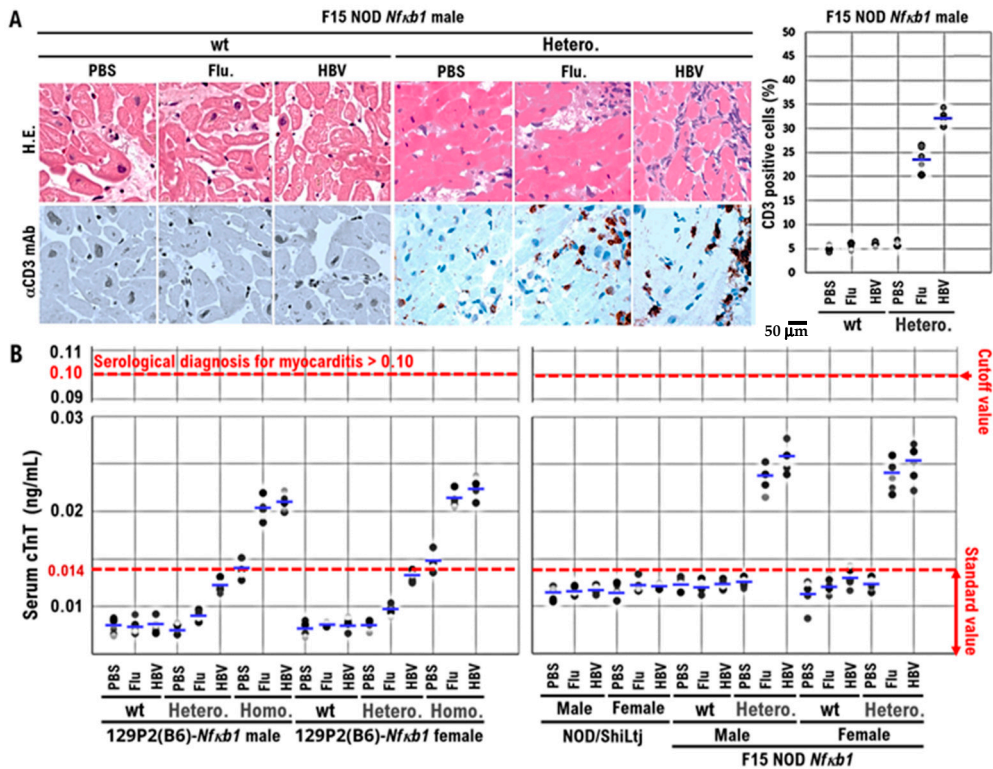 A
F15 NOD Nfκb1 male
wt
Hetero.
PBS
Flu.
HBV
PBS
Flu.
HBV
H.E.
αCD3 mAb
F15 NOD Nfκb1 male
CD3 positive cells (%)
50
45
40
35
30
25
20
15
10
5
0
PBS
Flu
HBV
PBS
Flu
HBV
wt
Hetero.
50 μm
B
Serological diagnosis for myocarditis > 0.10
Cutoff value
Standard value
Serum cTnT (ng/mL)
0.11
0.10
0.09
0.03
0.02
0.014
0.01
PBS
Flu
HBV
PBS
Flu
HBV
PBS
Flu
HBV
PBS
Flu
HBV
PBS
Flu
HBV
PBS
Flu
HBV
wt
Hetero.
Homo.
wt
Hetero.
Homo.
129P2(B6)-Nfκb1 male
129P2(B6)-Nfκb1 female
PBS
Flu
HBV
PBS
Flu
HBV
PBS
Flu
HBV
PBS
Flu
HBV
PBS
Flu
HBV
PBS
Flu
HBV
Male
Female
wt
Hetero.
wt
Hetero.
NOD/ShiLtj
Male
Female
F15 NOD Nfκb1